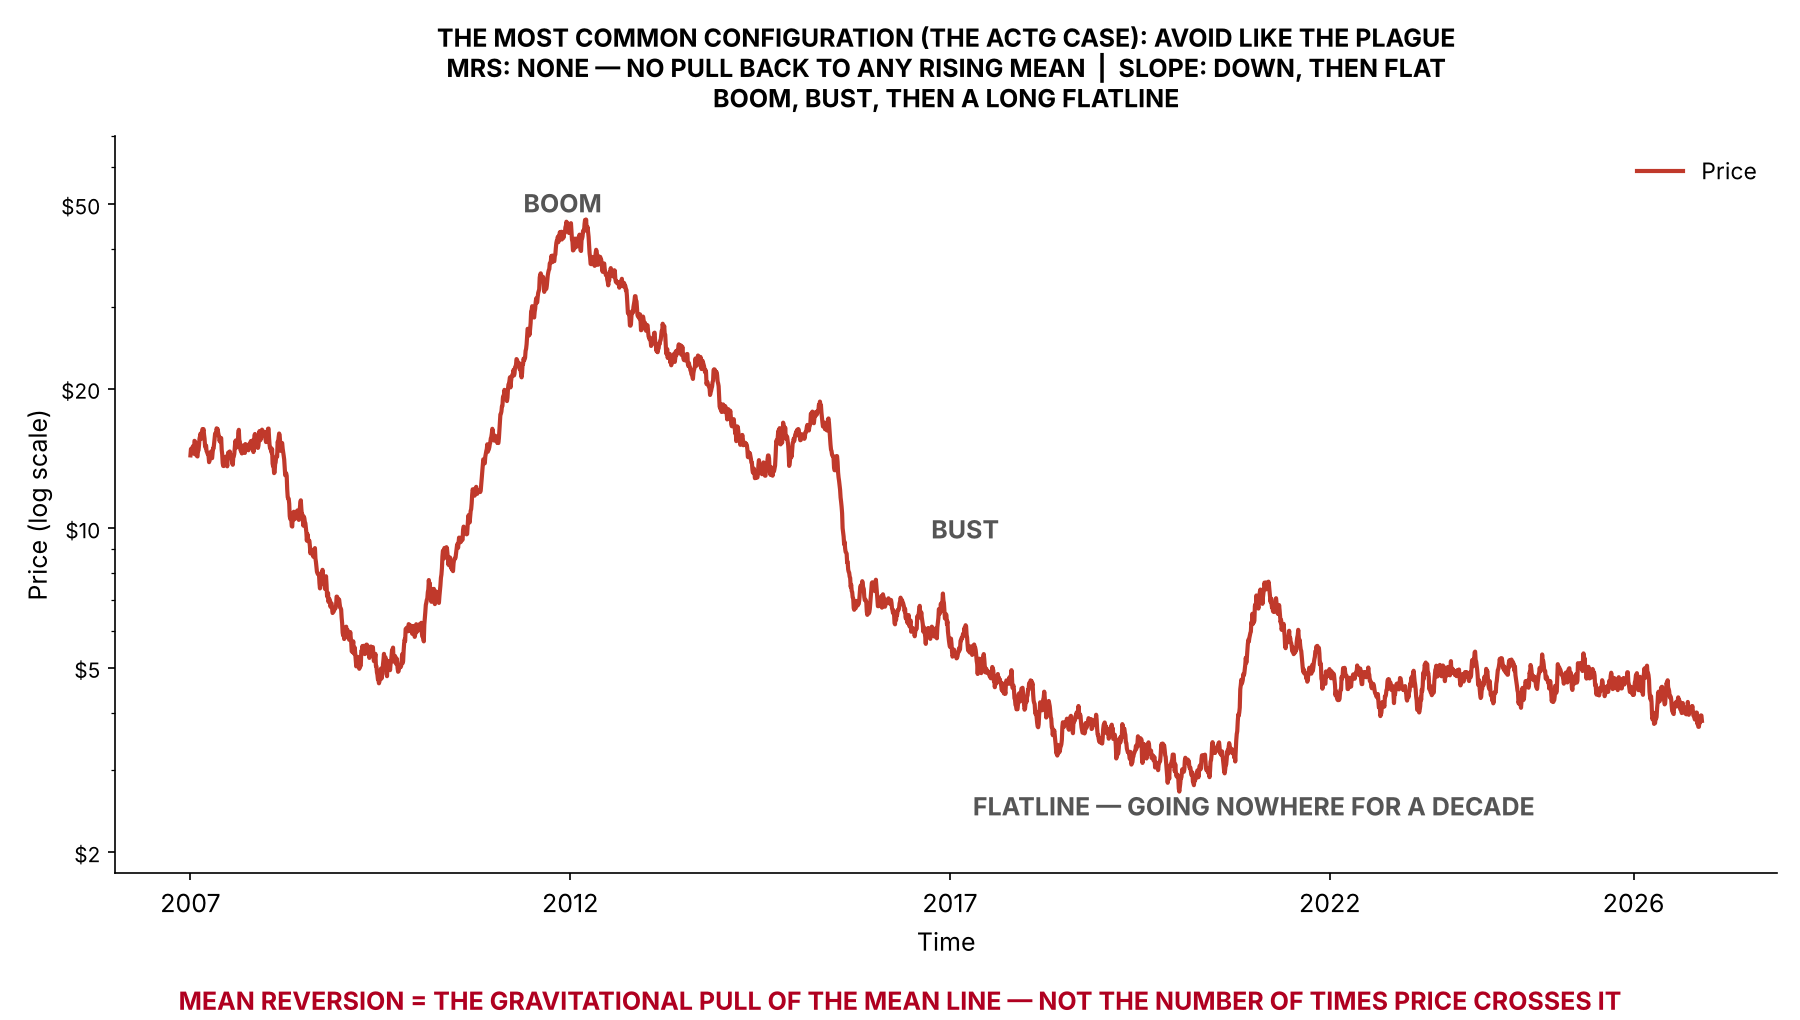 THE MOST COMMON CONFIGURATION (THE ACTG CASE): AVOID LIKE THE PLAGUE
MRS: NONE — NO PULL BACK TO ANY RISING MEAN | SLOPE: DOWN, THEN FLAT
BOOM, BUST, THEN A LONG FLATLINE
Price
BOOM
$50
$20
$10
$5
$2
Price (log scale)
BUST
FLATLINE — GOING NOWHERE FOR A DECADE
2007
2012
2017
2022
2026
Time
MEAN REVERSION = THE GRAVITATIONAL PULL OF THE MEAN LINE — NOT THE NUMBER OF TIMES PRICE CROSSES IT